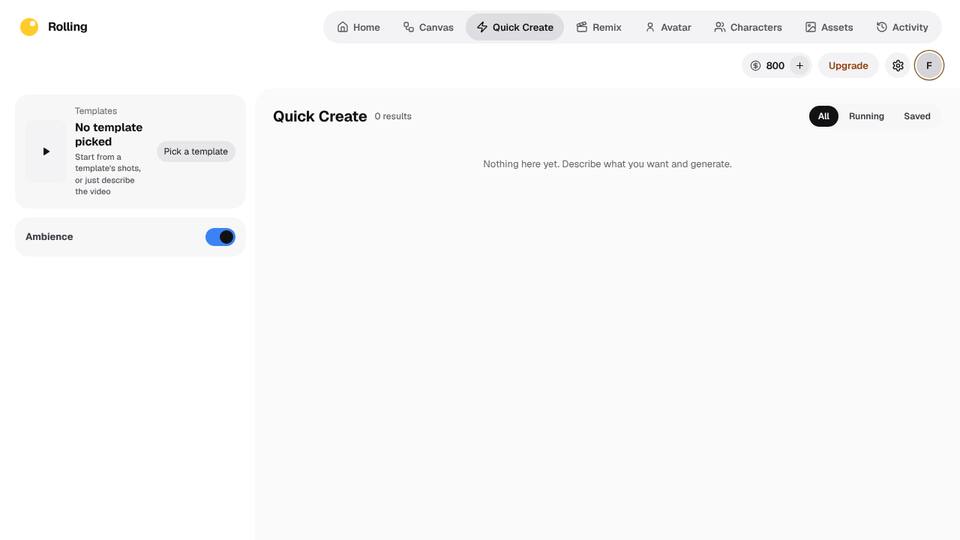 Rolling
Home
Canvas
Quick Create
Remix
Avatar
Characters
Assets
Activity
800
Upgrade
F
Templates
No template
picked
Start from a
template's shots,
or just describe
the video
Pick a template
Ambience
Quick Create
0 results
All
Running
Saved
Nothing here yet. Describe what you want and generate.